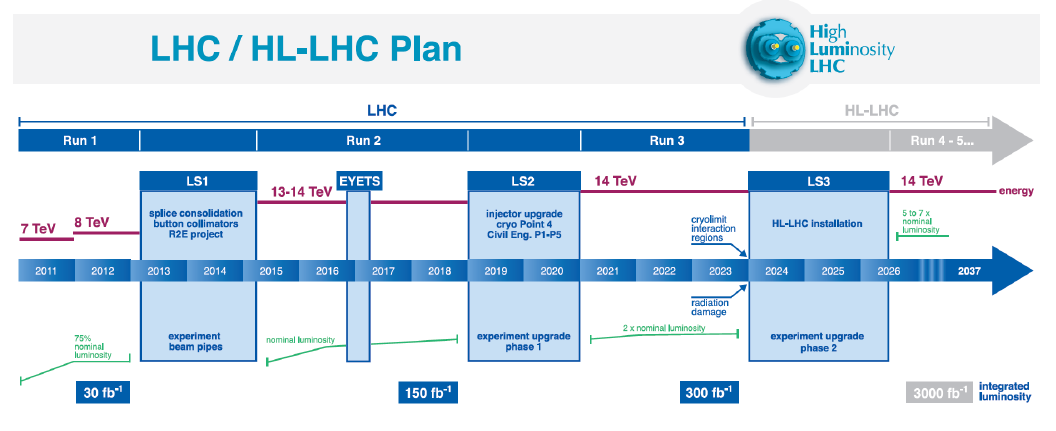 LHC / HL-LHC Plan
High
Luminosity
LHC
LHC
HL-LHC
Run 1
Run 2
Run 3
Run 4 - 5...
LS1
EYETS
LS2
LS3
7 TeV
8 TeV
13-14 TeV
14 TeV
14 TeV
energy
splice consolidation
button collimators
R2E project
injector upgrade
cryo Point 4
Civil Eng. P1-P5
cryolimit
interaction
regions
HL-LHC installation
5 to 7 x
nominal
luminosity
2011
2012
2013
2014
2015
2016
2017
2018
2019
2020
2021
2022
2023
2024
2025
2026
2037
radiation
damage
75%
nominal
luminosity
experiment
beam pipes
nominal luminosity
experiment upgrade
phase 1
2 x nominal luminosity
experiment upgrade
phase 2
30 fb-1
150 fb-1
300 fb-1
3000 fb-1
integrated
luminosity